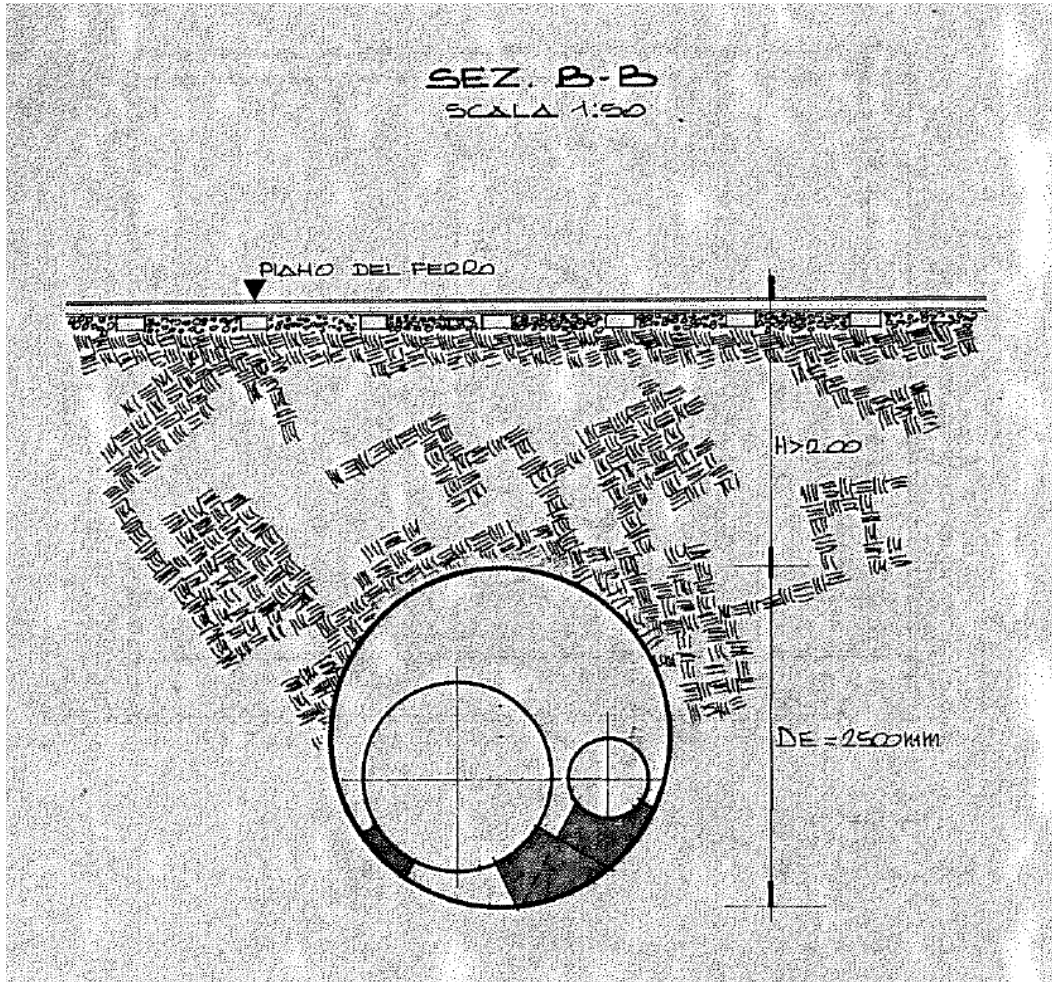 SEZ. B-B
SCALA 1:50
PIANO DEL FERRO
H>2.00
DE = 2500mm